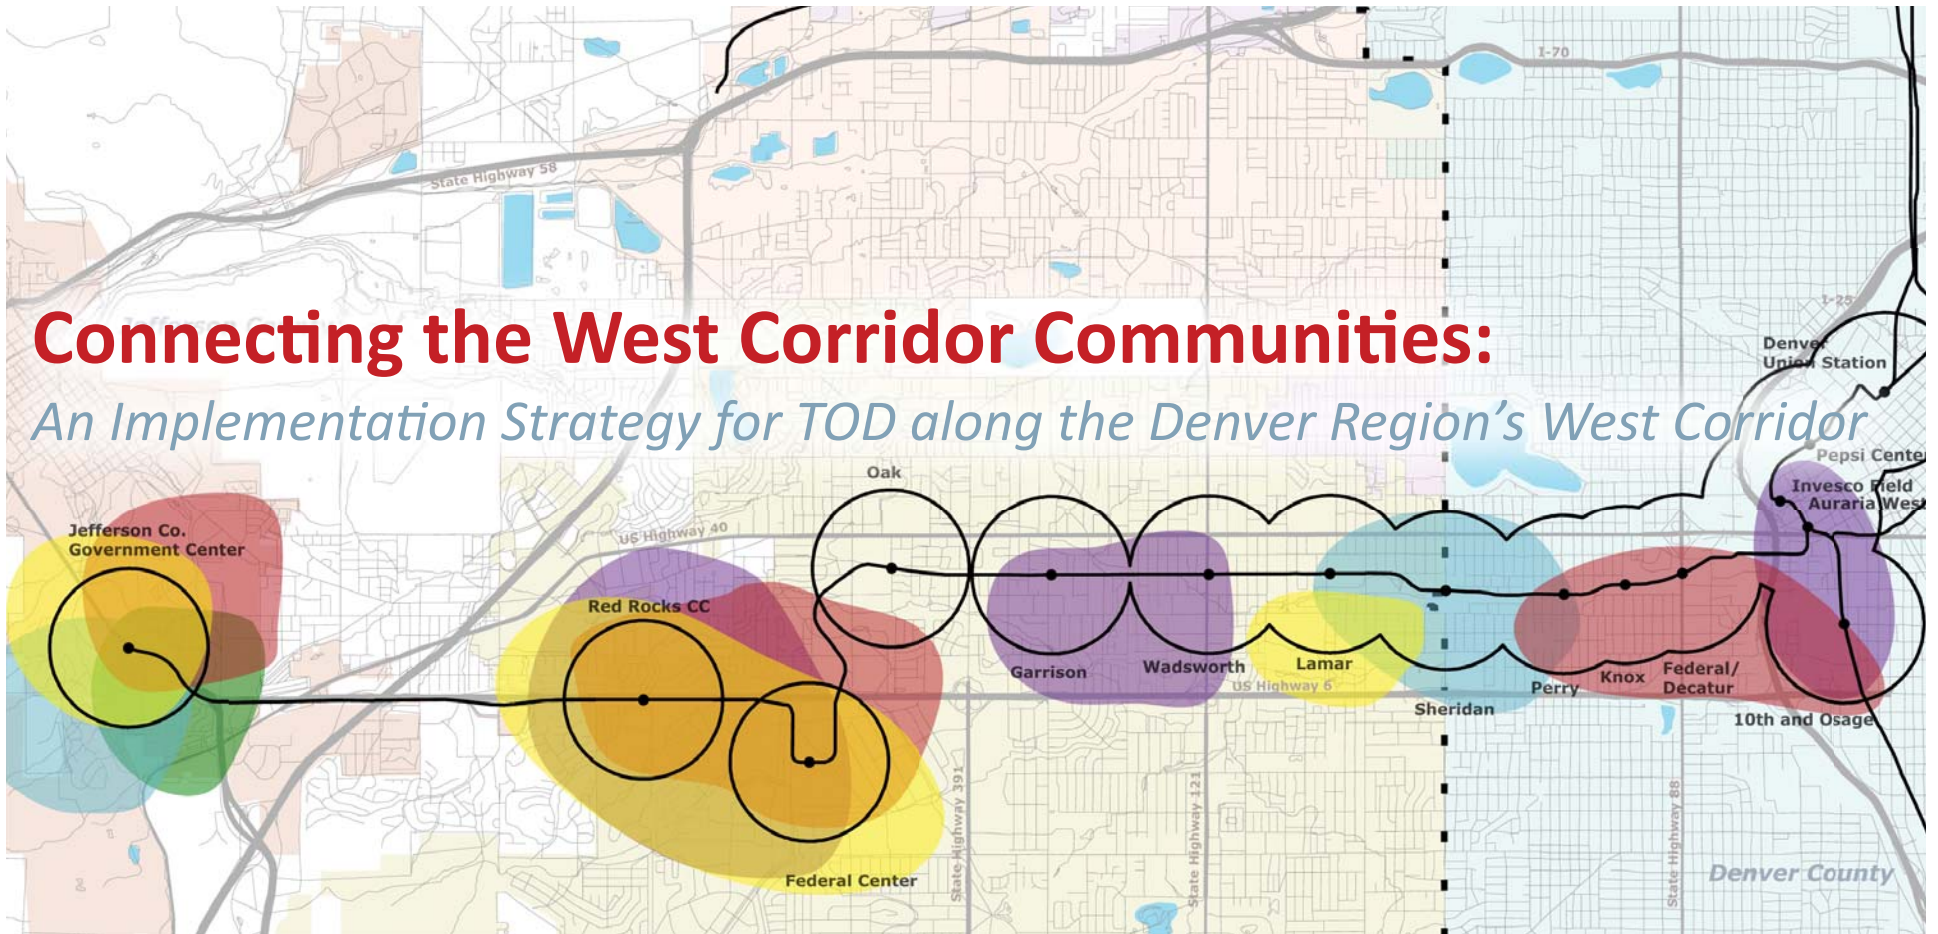 I-70
State Highway 58
I-25
Connecting the West Corridor Communities:
Denver
Union Station
An Implementation Strategy for TOD along the Denver Region's West Corridor
Pepsi Center
Oak
Invesco Field
Auraria West
Jefferson Co.
Government Center
US Highway 40
Red Rocks CC
Garrison
Wadsworth
Lamar
US Highway 6
Perry
Knox
Federal/
Decatur
Sheridan
10th and Osage
State Highway 391
State Highway 121
State Highway 88
Federal Center
Denver County